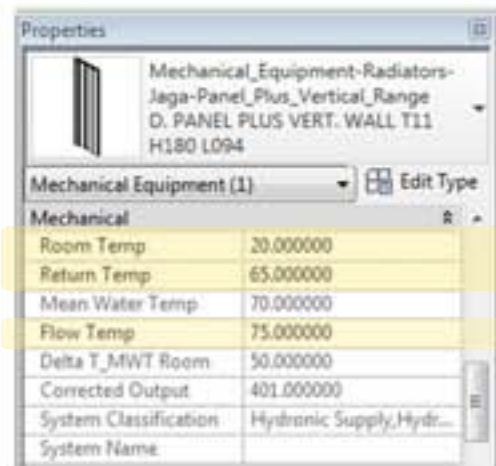 Properties
Mechanical_Equipment-Radiators-
Jaga-Panel_Plus_Vertical_Range
D. PANEL PLUS VERT. WALL T11
H180 L094
Mechanical Equipment (1) Edit Type
Mechanical
Room Temp 20.000000
Return Temp 65.000000
Mean Water Temp 70.000000
Flow Temp 75.000000
Delta T_MWT Room 50.000000
Corrected Output 401.000000
System Classification Hydronic Supply,Hydr...
System Name